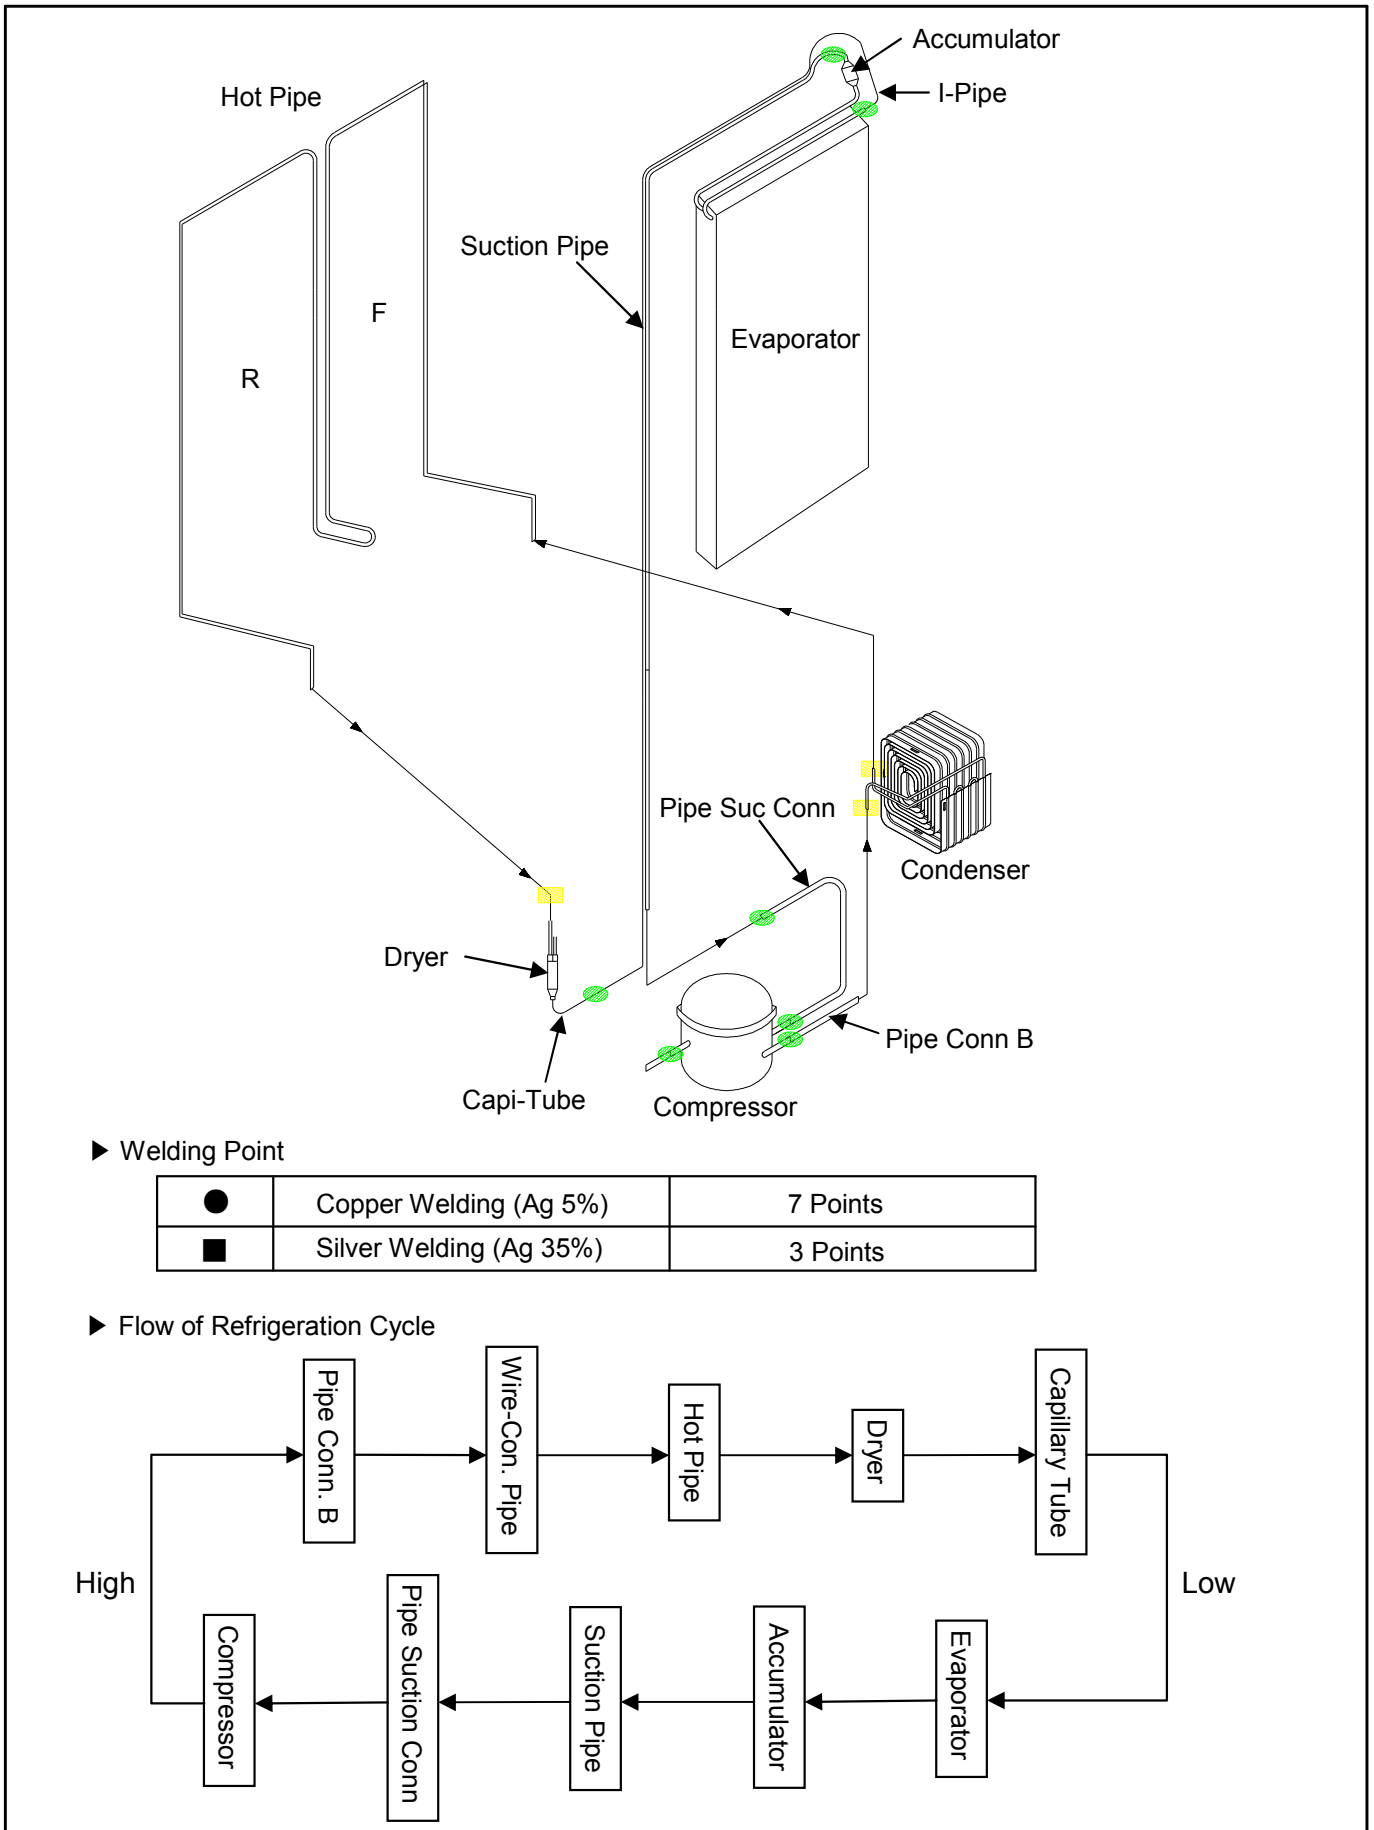 Accumulator
Hot Pipe
I-Pipe
Suction Pipe
F
Evaporator
R
Pipe Suc Conn
Condenser
Dryer
Pipe Conn B
Capi-Tube
Compressor
▶ Welding Point
● Copper Welding (Ag 5%) 7 Points
■ Silver Welding (Ag 35%) 3 Points
▶ Flow of Refrigeration Cycle
Pipe Conn. B
Wire-Con. Pipe
Hot Pipe
Dryer
Capillary Tube
High
Low
Compressor
Pipe Suction Conn
Suction Pipe
Accumulator
Evaporator